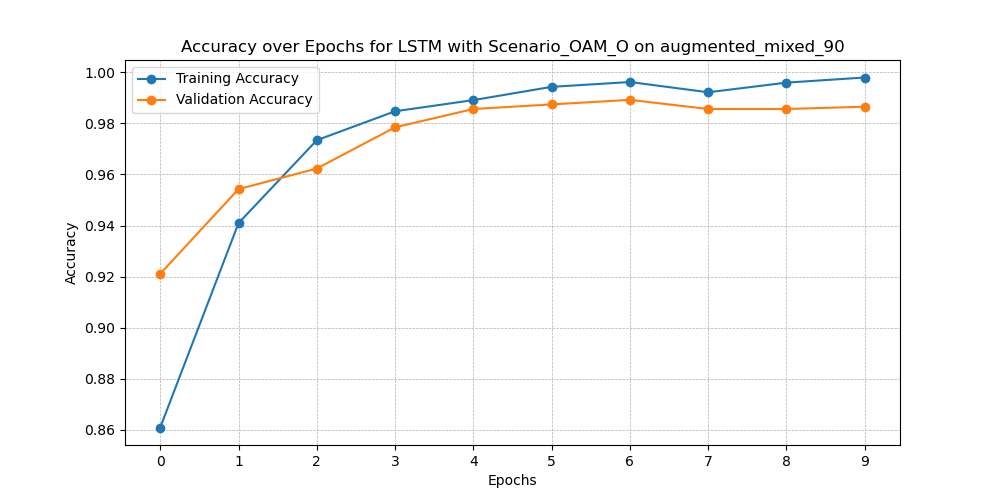 Accuracy over Epochs for LSTM with Scenario_OAM_O on augmented_mixed_90
Training Accuracy
Validation Accuracy
1.00
0.98
0.96
0.94
0.92
0.90
0.88
0.86
Accuracy
0 1 2 3 4 5 6 7 8 9
Epochs